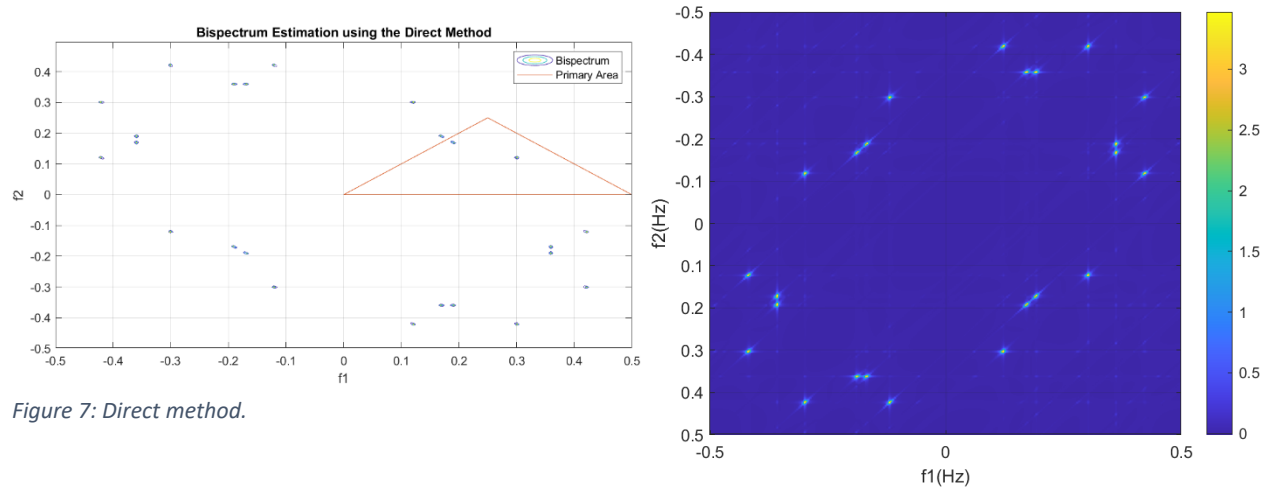 Bispectrum Estimation using the Direct Method
Bispectrum
Primary Area
0.4
0.3
0.2
0.1
0
-0.1
-0.2
-0.3
-0.4
-0.5
f2
-0.5 -0.4 -0.3 -0.2 -0.1 0 0.1 0.2 0.3 0.4 0.5
f1
Figure 7: Direct method.
-0.5
-0.4
-0.3
-0.2
-0.1
0
0.1
0.2
0.3
0.4
0.5
f2(Hz)
-0.5 0 0.5
f1(Hz)
3
2.5
2
1.5
1
0.5
0